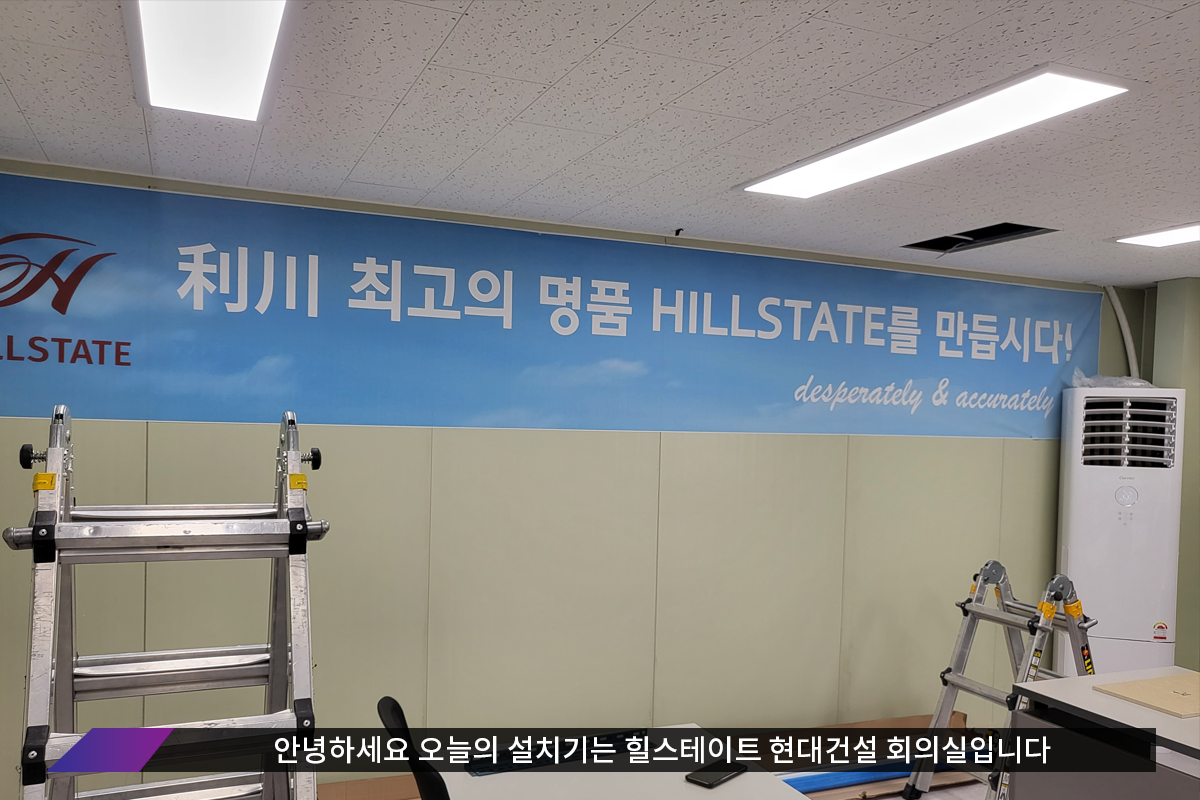 利川 최고의 명품 HILLSTATE를 만듭시다!
LLSTATE
desperately & accurately
안녕하세요 오늘의 설치기는 힐스테이트 현대건설 회의실입니다